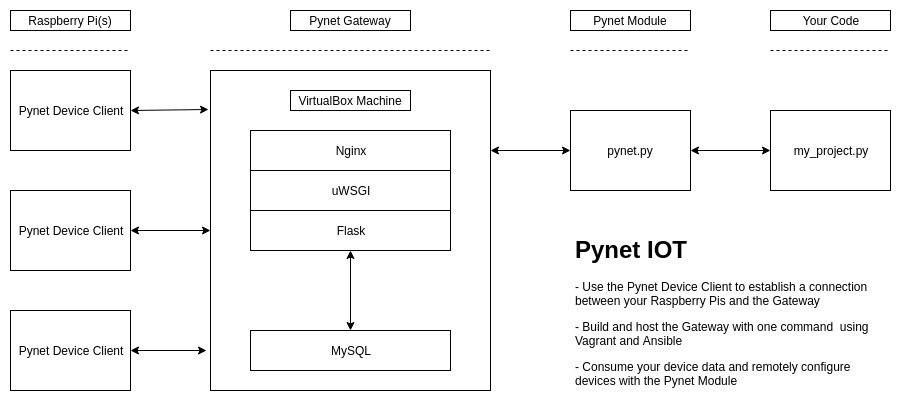 Raspberry Pi(s)
Pynet Gateway
Pynet Module
Your Code
Pynet Device Client
Pynet Device Client
Pynet Device Client
VirtualBox Machine
Nginx
uWSGI
Flask
MySQL
pynet.py
my_project.py
Pynet IOT
- Use the Pynet Device Client to establish a connection
between your Raspberry Pis and the Gateway
- Build and host the Gateway with one command  using
Vagrant and Ansible
- Consume your device data and remotely configure
devices with the Pynet Module